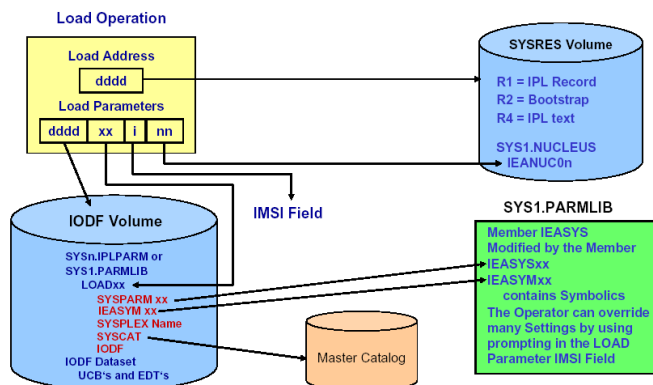 Load Operation
Load Address
dddd
Load Parameters
dddd xx i nn
SYSRES Volume
R1 = IPL Record
R2 = Bootstrap
R4 = IPL text
SYS1.NUCLEUS
IEANUC0n
IMSI Field
IODF Volume
SYSn.IPLPARM or
SYS1.PARMLIB
LOADxx
SYSPARM xx
IEASYM xx
SYSPLEX Name
SYSCAT
IODF
IODF Dataset
UCB's and EDT's
Master Catalog
SYS1.PARMLIB
Member IEASYS
Modified by the Member
IEASYSxx
IEASYMxx
contains Symbolics
The Operator can override
many Settings by using
prompting in the LOAD
Parameter IMSI Field